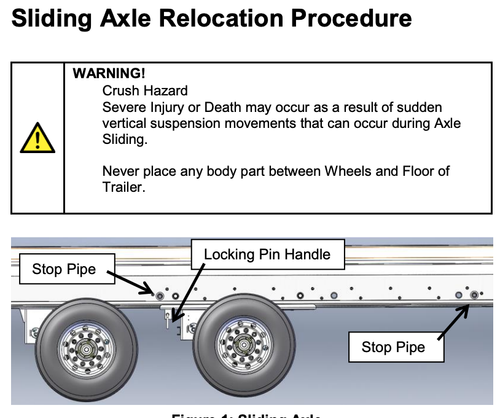 Sliding Axle Relocation Procedure
WARNING!
Crush Hazard
Severe Injury or Death may occur as a result of sudden
vertical suspension movements that can occur during Axle
Sliding.
Never place any body part between Wheels and Floor of
Trailer.
Locking Pin Handle
Stop Pipe
Stop Pipe
Figure 1: Sliding Axle